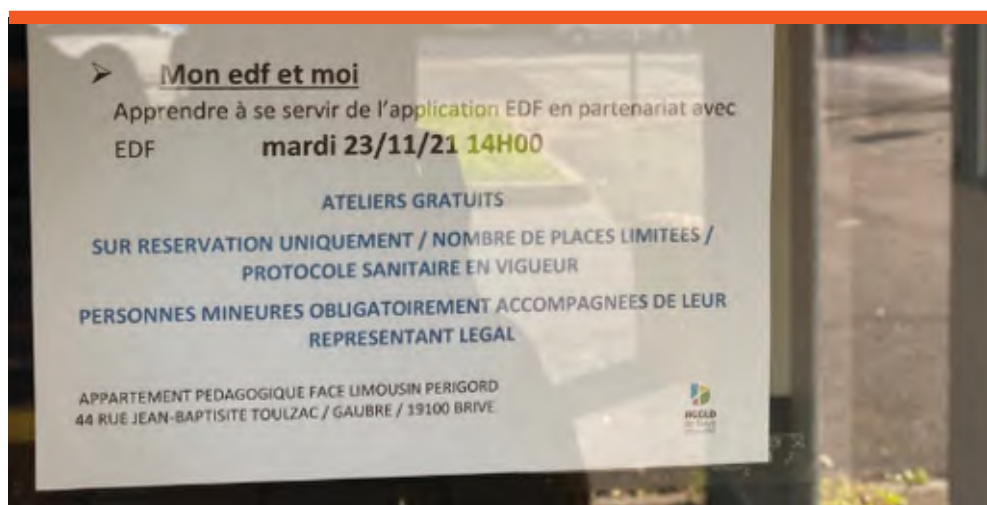 ➢ Mon edf et moi
Apprendre à se servir de l'application EDF en partenariat avec
EDF mardi 23/11/21 14H00
ATELIERS GRATUITS
SUR RESERVATION UNIQUEMENT / NOMBRE DE PLACES LIMITEES /
PROTOCOLE SANITAIRE EN VIGUEUR
PERSONNES MINEURES OBLIGATOIREMENT ACCOMPAGNEES DE LEUR
REPRESENTANT LEGAL
APPARTEMENT PEDAGOGIQUE FACE LIMOUSIN PERIGORD
44 RUE JEAN-BAPTISITE TOULZAC / GAUBRE / 19100 BRIVE